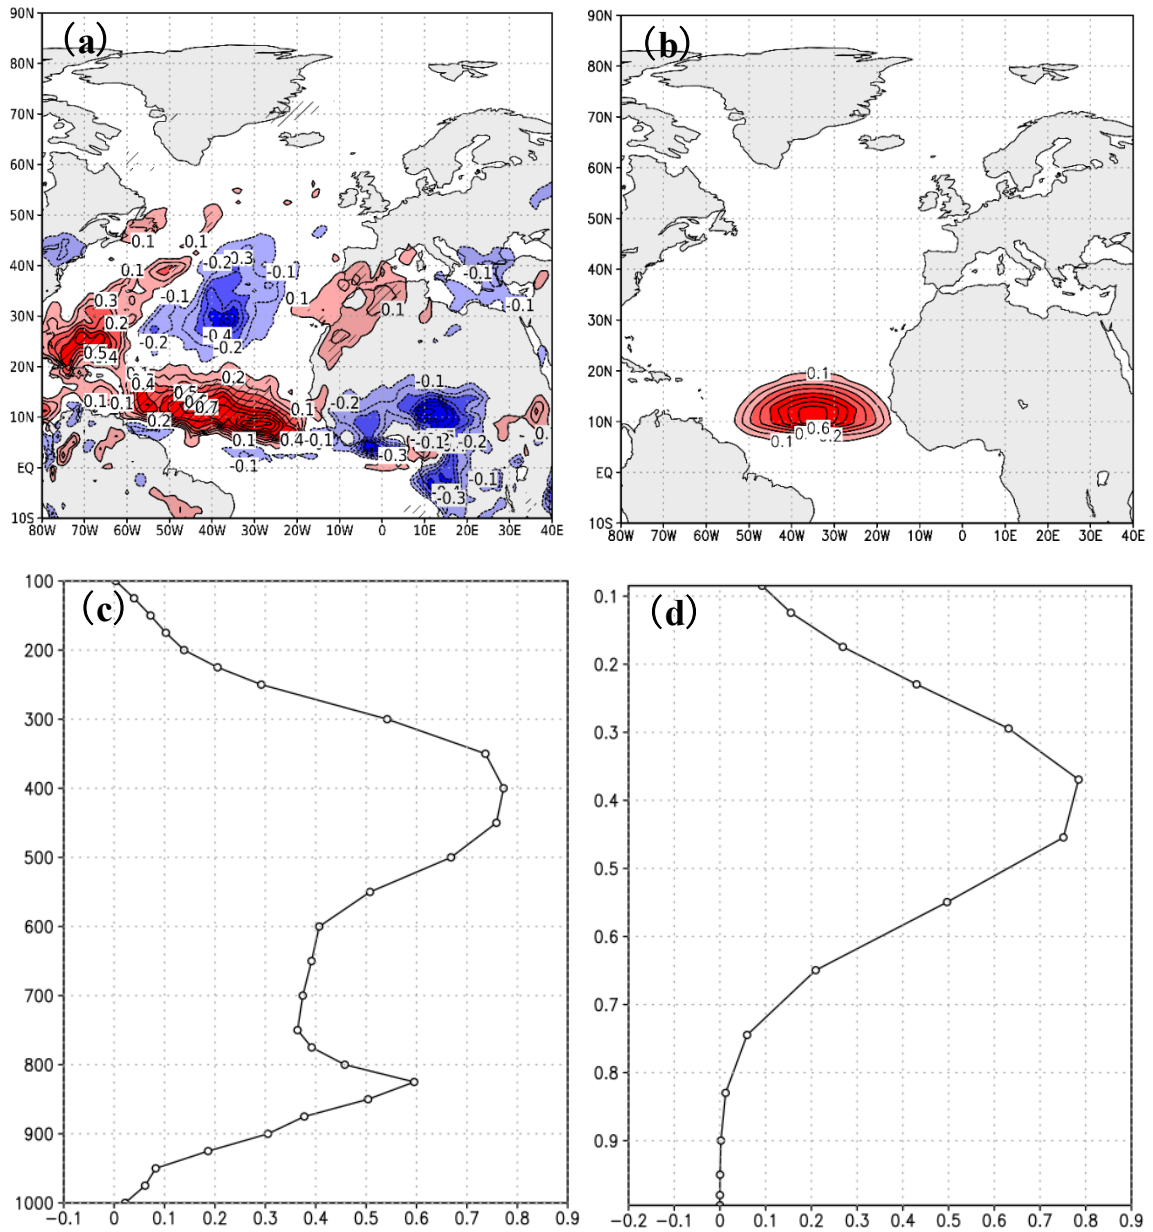 (a)
90N
80N
70N
60N
50N
40N
30N
20N
10N
EQ
10S
80W 70W 60W 50W 40W 30W 20W 10W 0 10E 20E 30E 40E
0.1 0.1
-0.2 0.3
0.1 -0.1 -0.1
0.3 -0.1 0.1 0.1 -0.1
0.2 -0.4
-0.2 -0.2
0.5
0.2 -0.1
0.4
0.1 0.1 0.7 0.1 -0.2
0.2 0.1 0.4 -0.1 -0.2
-0.1 -0.3 -0.1
-0.3
(b)
90N
80N
70N
60N
50N
40N
30N
20N
10N
EQ
10S
80W 70W 60W 50W 40W 30W 20W 10W 0 10E 20E 30E 40E
0.1
0.6
0.1 0.2
(c)
100
200
300
400
500
600
700
800
900
1000
-0.1 0 0.1 0.2 0.3 0.4 0.5 0.6 0.7 0.8 0.9
(d)
0.1
0.2
0.3
0.4
0.5
0.6
0.7
0.8
0.9
-0.2 -0.1 0 0.1 0.2 0.3 0.4 0.5 0.6 0.7 0.8 0.9